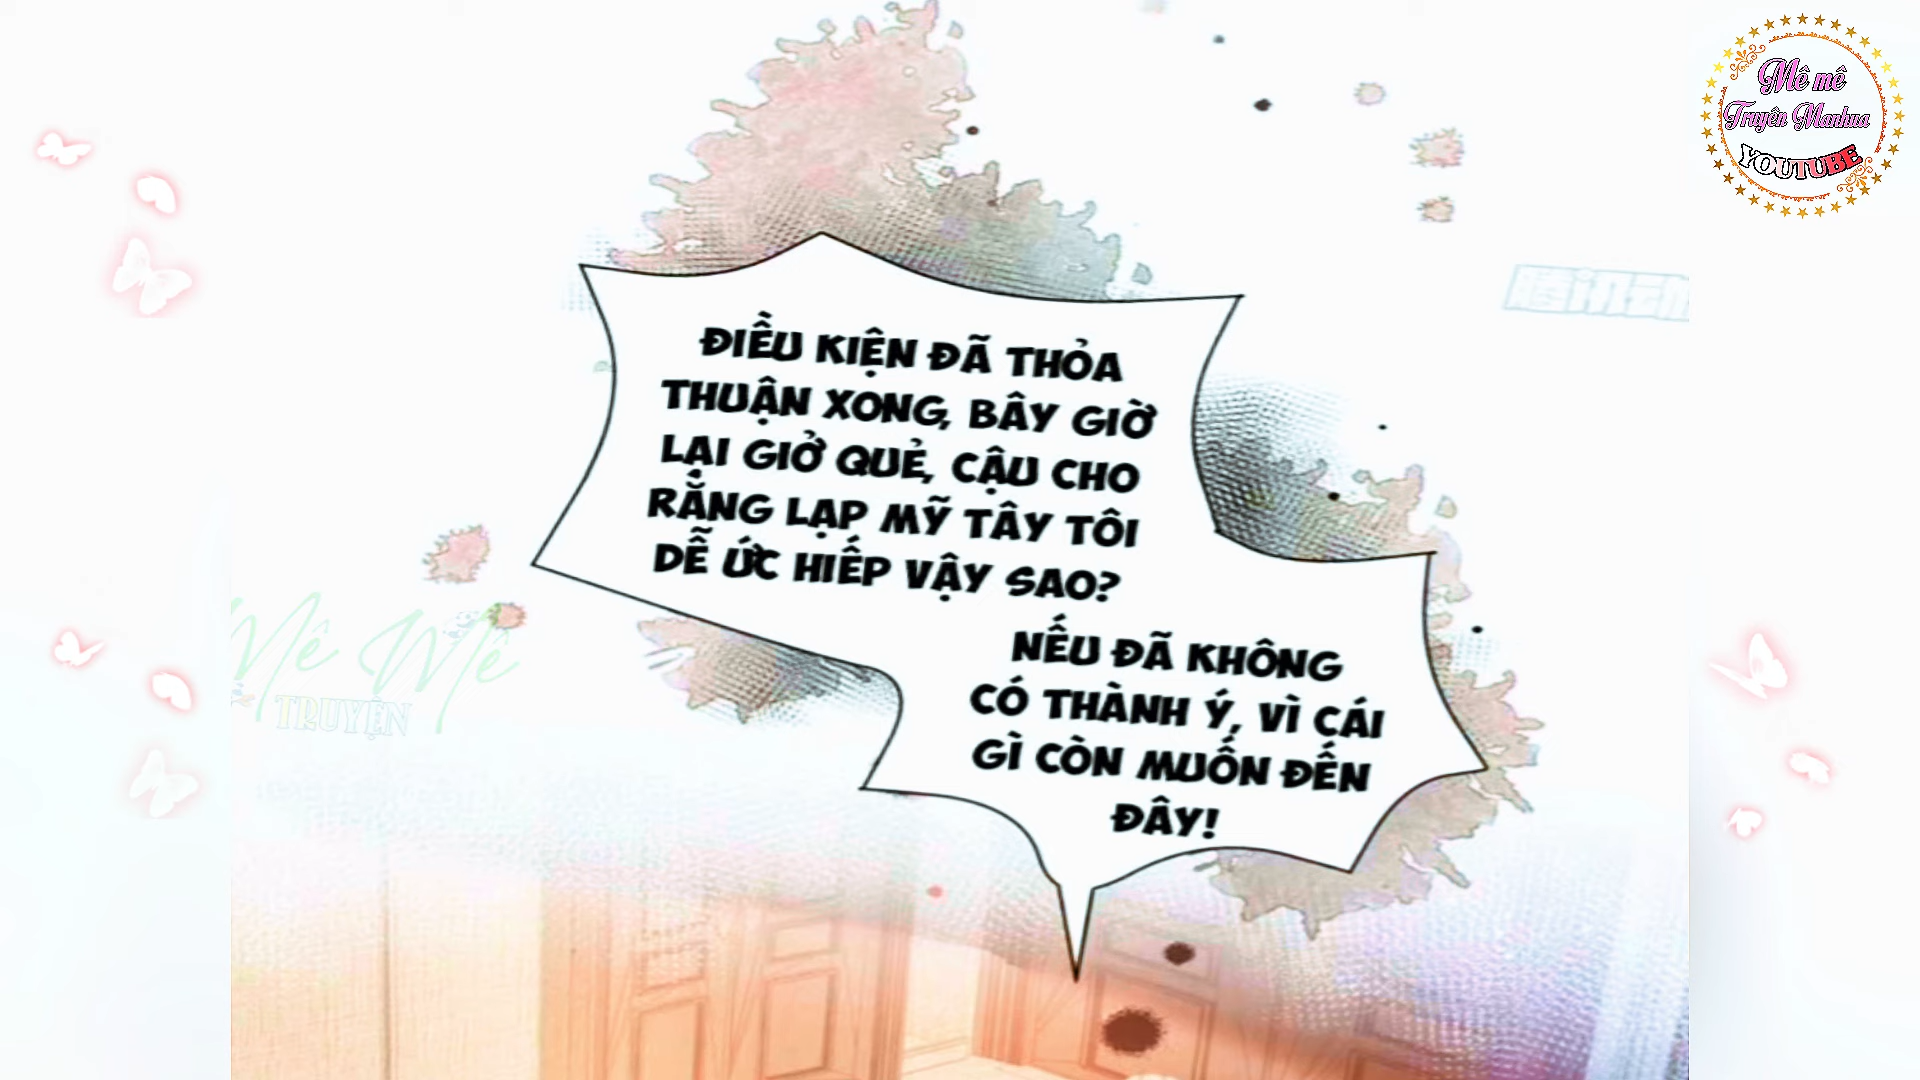 Mê mê
Truyện Manhua
YOUTUBE
ĐIỀU KIỆN ĐÃ THỎA
THUẬN XONG, BÂY GIỜ
LẠI GIỞ QUẺ, CẬU CHO
RẰNG LẠP MỸ TÂY TÔI
DỄ ỨC HIẾP VẬY SAO?
NẾU ĐÃ KHÔNG
CÓ THÀNH Ý, VÌ CÁI
GÌ CÒN MUỐN ĐẾN
ĐÂY!
Mê Mê
TRUYỆN